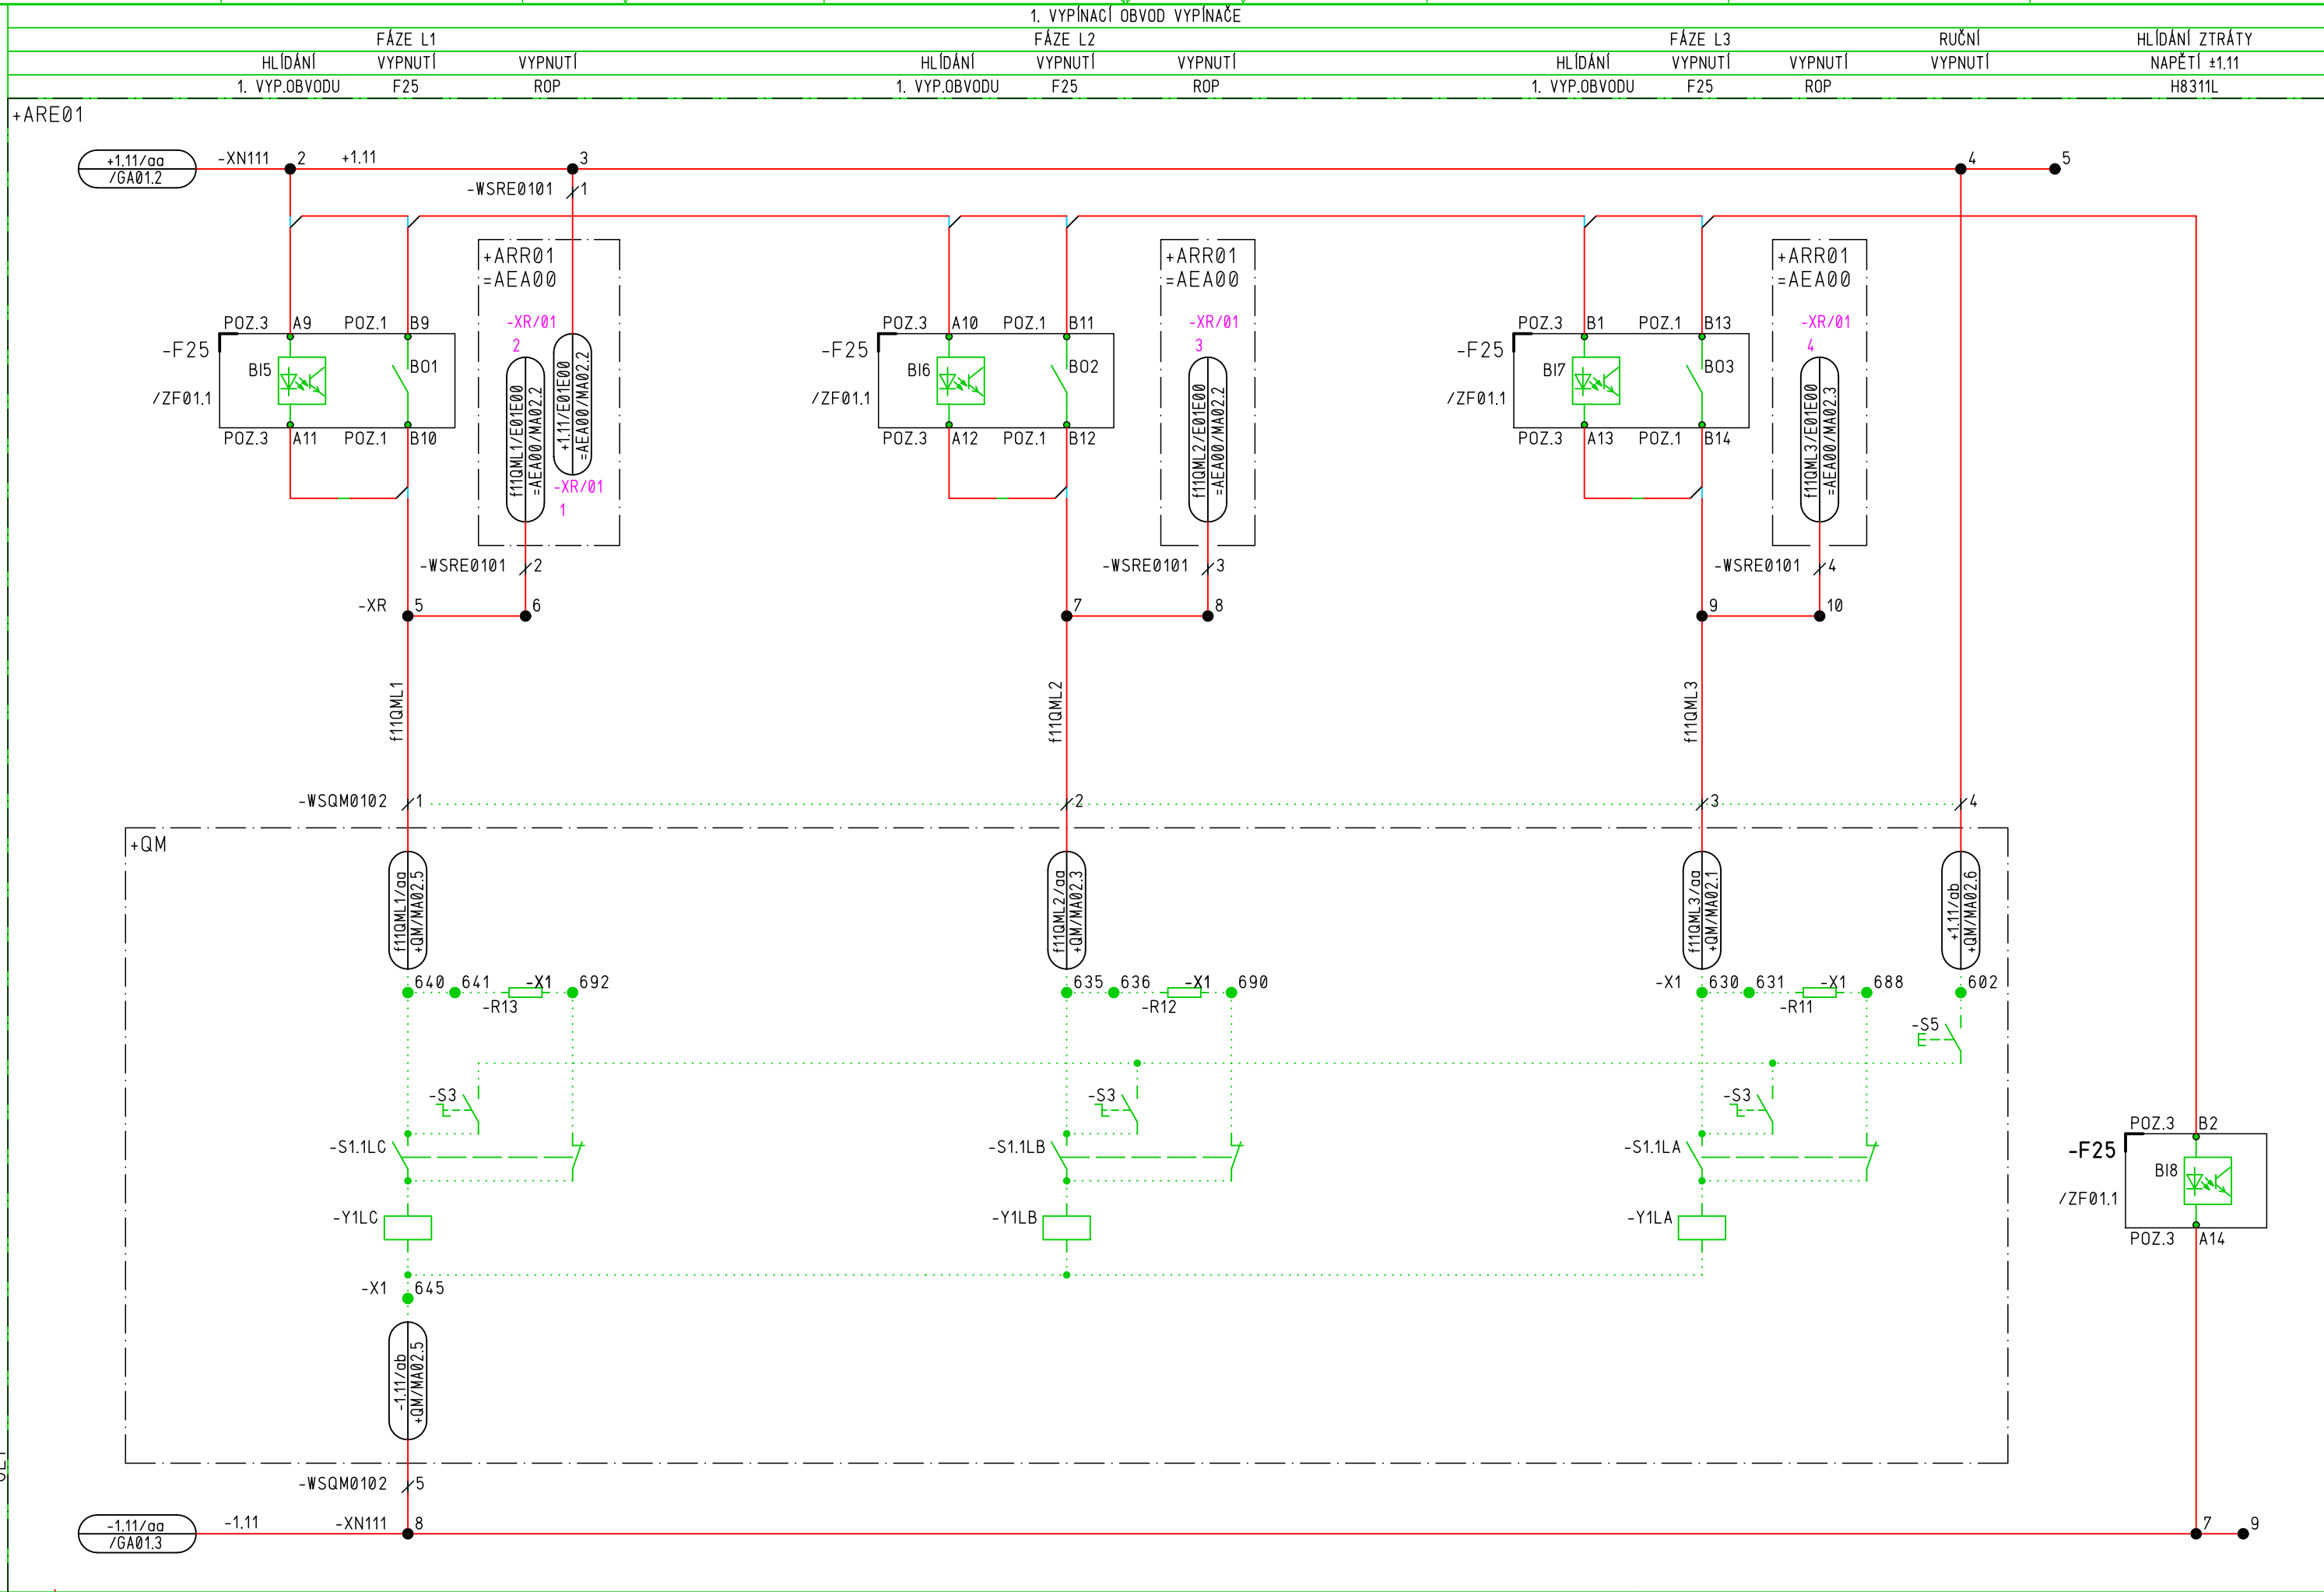 1. VYPÍNACÍ OBVOD VYPÍNAČE
FÁZE L1 FÁZE L2 FÁZE L3 RUČNÍ HLÍDÁNÍ ZTRÁTY
HLÍDÁNÍ VYPNUTÍ VYPNUTÍ HLÍDÁNÍ VYPNUTÍ VYPNUTÍ HLÍDÁNÍ VYPNUTÍ VYPNUTÍ VYPNUTÍ NAPĚTÍ ±1.11
1. VYP.OBVODU F25 ROP 1. VYP.OBVODU F25 ROP 1. VYP.OBVODU F25 ROP H8311L
+ARE01
+1.11/aa
/GA01.2
-XN111 2 +1.11 3 4 5
-WSRE0101 1
+ARR01 +ARR01 +ARR01
=AEA00 =AEA00 =AEA00
POZ.3 A9 POZ.1 B9 -XR/01 POZ.3 A10 POZ.1 B11 -XR/01 POZ.3 B1 POZ.1 B13 -XR/01
-F25 2 -F25 3 -F25 4
BI5 BO1 BI6 BO2 BI7 BO3
/ZF01.1 /ZF01.1 /ZF01.1
f11QML1/E01E00
=AEA00/MA02.2
+1.11/E01E00
=AEA00/MA02.2
f11QML2/E01E00
=AEA00/MA02.2
f11QML3/E01E00
=AEA00/MA02.3
POZ.3 A11 POZ.1 B10 POZ.3 A12 POZ.1 B12 POZ.3 A13 POZ.1 B14
-XR/01
1
-WSRE0101 2 -WSRE0101 3 -WSRE0101 4
-XR 5 6 7 8 9 10
f11QML1 f11QML2 f11QML3
-WSQM0102 1 2 3 4
+QM
f11QML1/aa
+QM/MA02.5
f11QML2/aa
+QM/MA02.3
f11QML3/aa
+QM/MA02.1
+1.11/ab
+QM/MA02.6
640 641 -X1 692 635 636 -X1 690 -X1 630 631 -X1 688 602
-R13 -R12 -R11
-S5
-S3 -S3 -S3
-S1.1LC -S1.1LB -S1.1LA
POZ.3 B2
-F25
BI8
/ZF01.1
POZ.3 A14
-Y1LC -Y1LB -Y1LA
-X1 645
-1.11/ab
+QM/MA02.5
-WSQM0102 5
-1.11/aa
/GA01.3
-1.11 -XN111 8 7 9